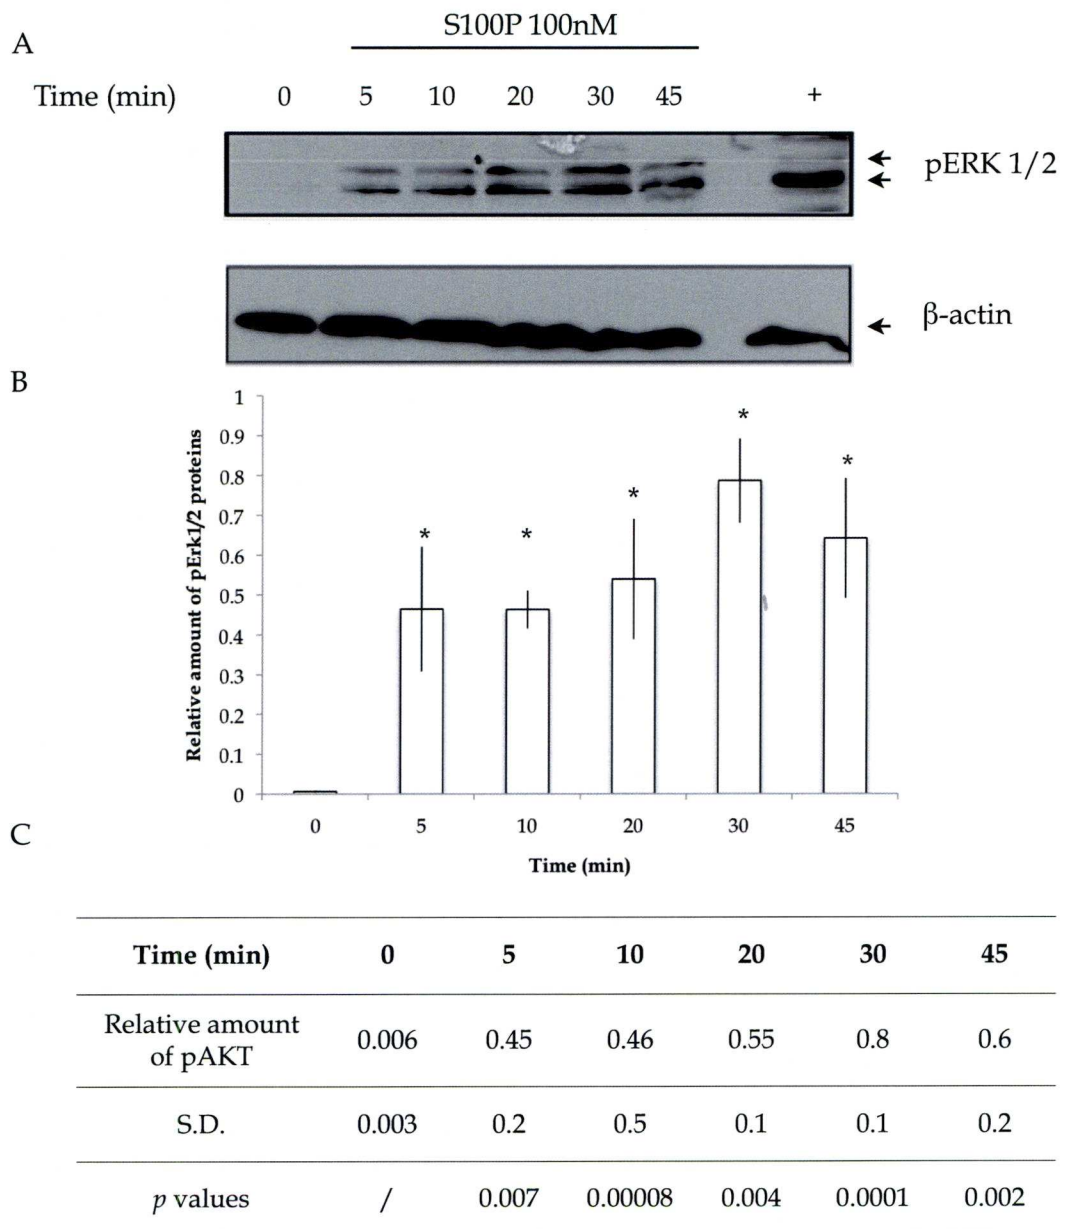 A
S100P 100nM
Time (min) 0 5 10 20 30 45 +
pERK 1/2
β-actin
B
Relative amount of pErk1/2 proteins
1
0.9
0.8
0.7
0.6
0.5
0.4
0.3
0.2
0.1
0
* * * * *
0 5 10 20 30 45
Time (min)
C
Time (min) 0 5 10 20 30 45
Relative amount
of pAKT 0.006 0.45 0.46 0.55 0.8 0.6
S.D. 0.003 0.2 0.5 0.1 0.1 0.2
p values / 0.007 0.00008 0.004 0.0001 0.002